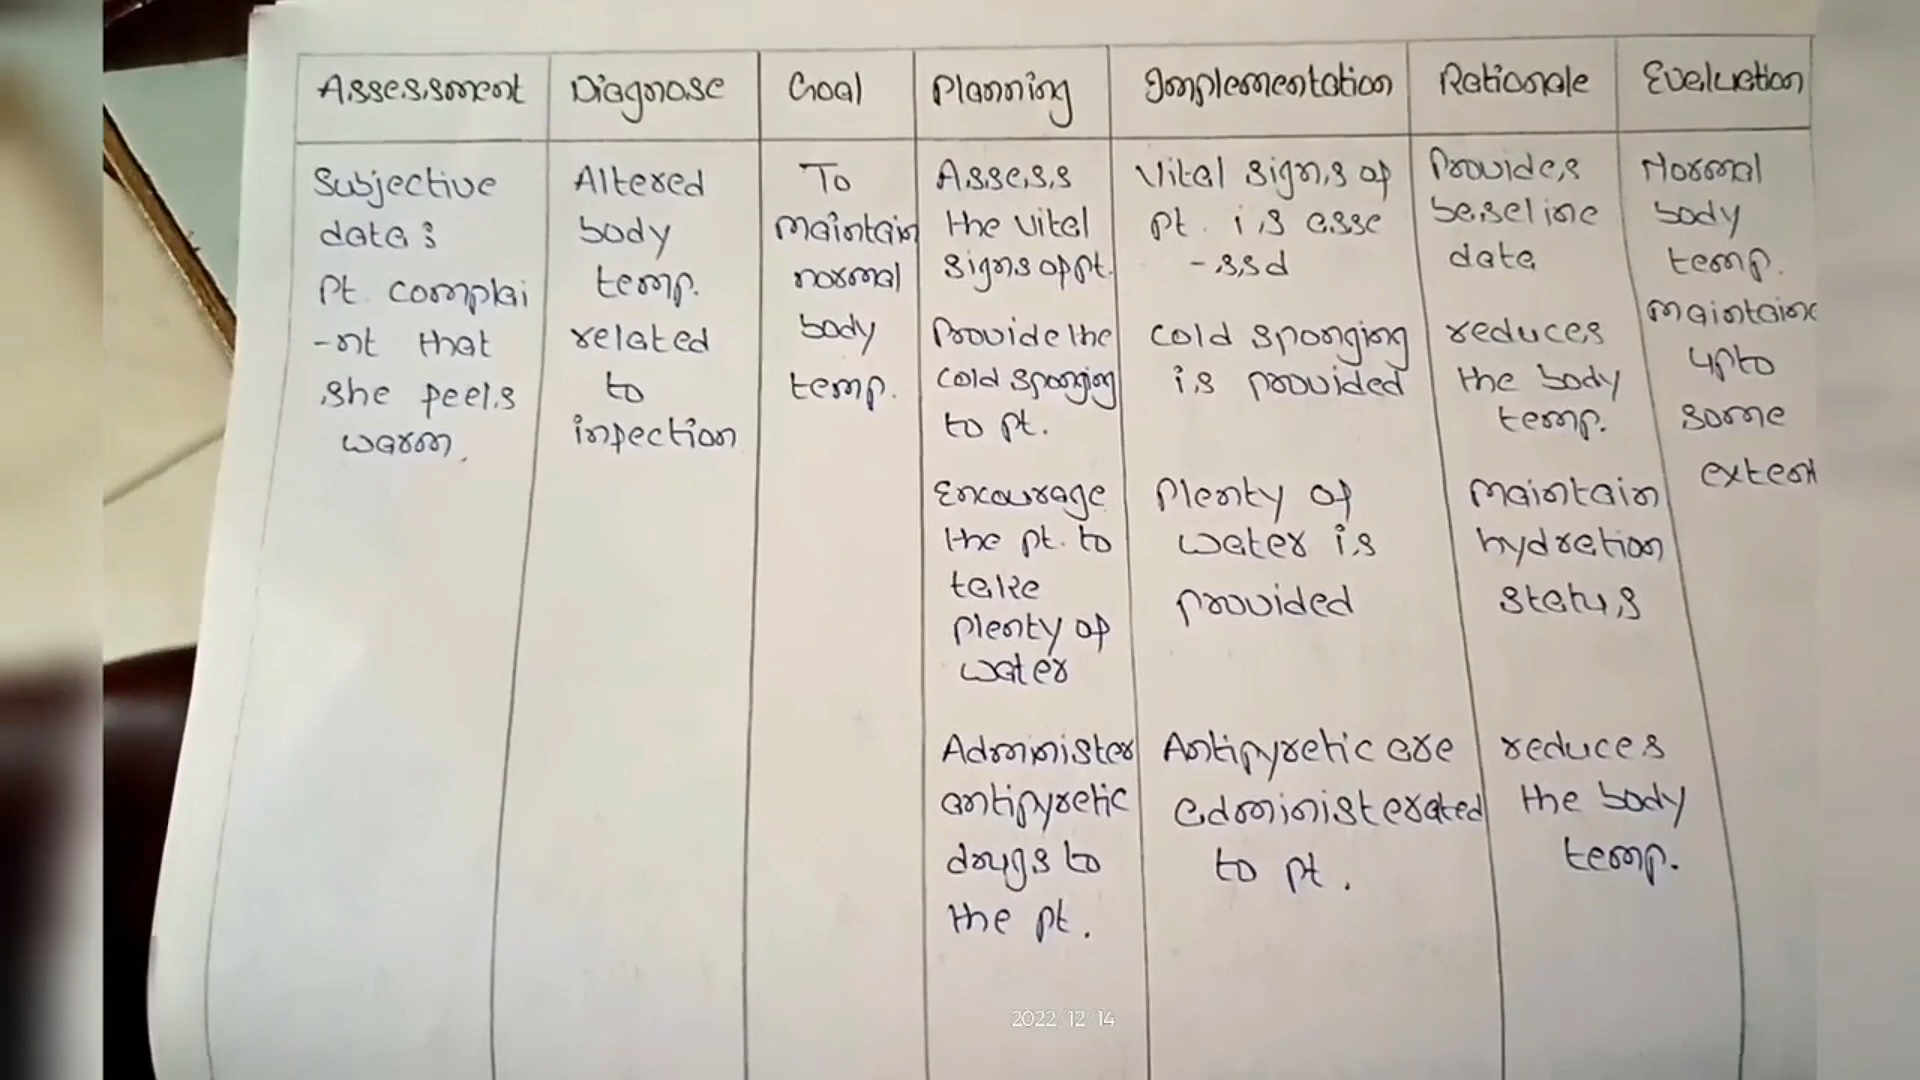 Assessment
Diagnose
Goal
Planning
Implementation
Rationale
Evaluation
Subjective
data:
Pt. complai
-nt that
she feels
warm.
Altered
body
temp.
related
to
infection
To
maintain
normal
body
temp.
Assess
the vital
signs of pt.
Provide the
cold sponging
to pt.
Encourage
the pt. to
take
plenty of
water
Administer
antipyretic
drugs to
the pt.
Vital signs of
pt. is asse
-ssd
Cold sponging
is provided
Plenty of
water is
provided
Antipyretic are
administerated
to pt.
Provides
baseline
data
reduces
the body
temp.
Maintain
hydration
status
reduces
the body
temp.
Normal
body
temp.
maintaine
upto
some
extent
2022/12/14